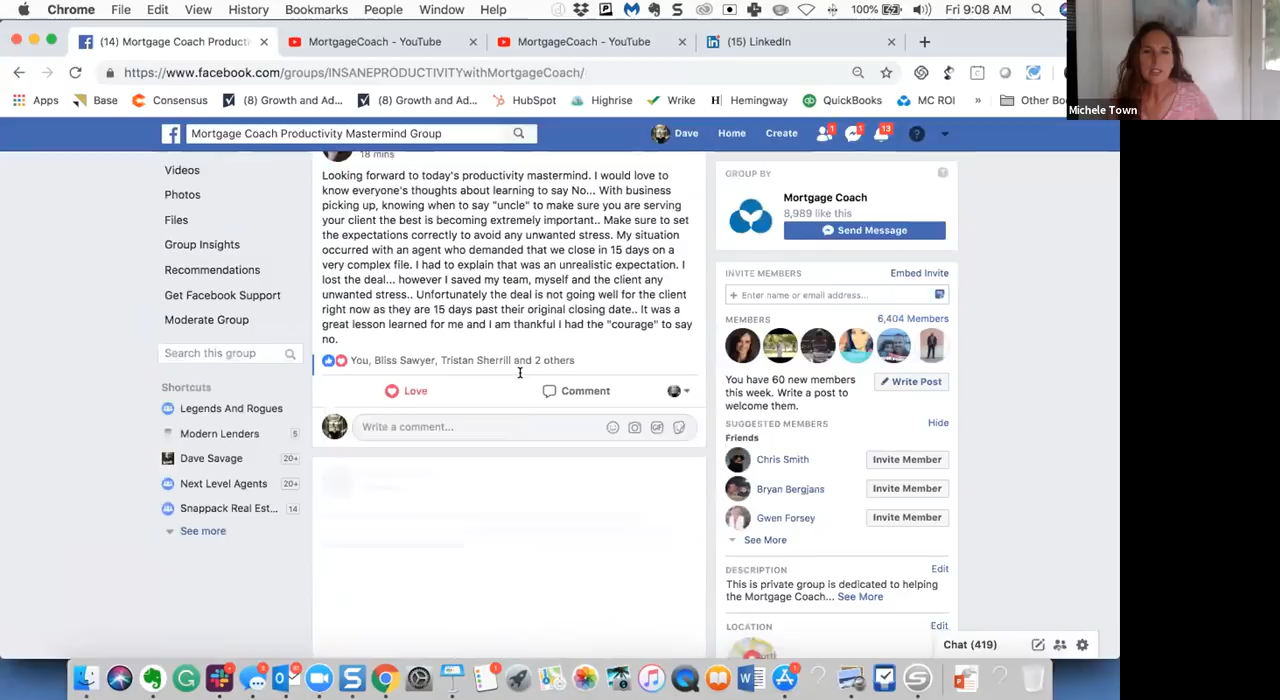 Chrome File Edit View History Bookmarks People Window Help 100% Fri 9:08 AM
(14) Mortgage Coach Producti MortgageCoach - YouTube MortgageCoach - YouTube (15) LinkedIn
https://www.facebook.com/groups/INSANEPRODUCTIVITYwithMortgageCoach/
Apps Base Consensus (8) Growth and Ad... (8) Growth and Ad... HubSpot Highrise Wrike Hemingway QuickBooks MC ROI » Other Bo
Michele Town
Mortgage Coach Productivity Mastermind Group Dave Home Create 1 1 13
18 mins
Looking forward to today's productivity mastermind. I would love to
know everyone's thoughts about learning to say No... With business
picking up, knowing when to say "uncle" to make sure you are serving
your client the best is becoming extremely important.. Make sure to set
the expectations correctly to avoid any unwanted stress. My situation
occurred with an agent who demanded that we close in 15 days on a
very complex file. I had to explain that was an unrealistic expectation. I
lost the deal... however I saved my team, myself and the client any
unwanted stress.. Unfortunately the deal is not going well for the client
right now as they are 15 days past their original closing date.. It was a
great lesson learned for me and I am thankful I had the "courage" to say
no.
You, Bliss Sawyer, Tristan Sherrill and 2 others
Love Comment
Write a comment...
Videos
Photos
Files
Group Insights
Recommendations
Get Facebook Support
Moderate Group
Search this group
Shortcuts
Legends And Rogues
Modern Lenders 5
Dave Savage 20+
Next Level Agents 20+
Snappack Real Est... 14
See more
GROUP BY
Mortgage Coach
8,989 like this
Send Message
INVITE MEMBERS Embed Invite
+ Enter name or email address...
MEMBERS 6,404 Members
You have 60 new members
this week. Write a post to
welcome them.
Write Post
SUGGESTED MEMBERS Hide
Friends
Chris Smith Invite Member
Bryan Bergjans Invite Member
Gwen Forsey Invite Member
See More
DESCRIPTION Edit
This is private group is dedicated to helping
the Mortgage Coach... See More
LOCATION Edit
Chat (419)